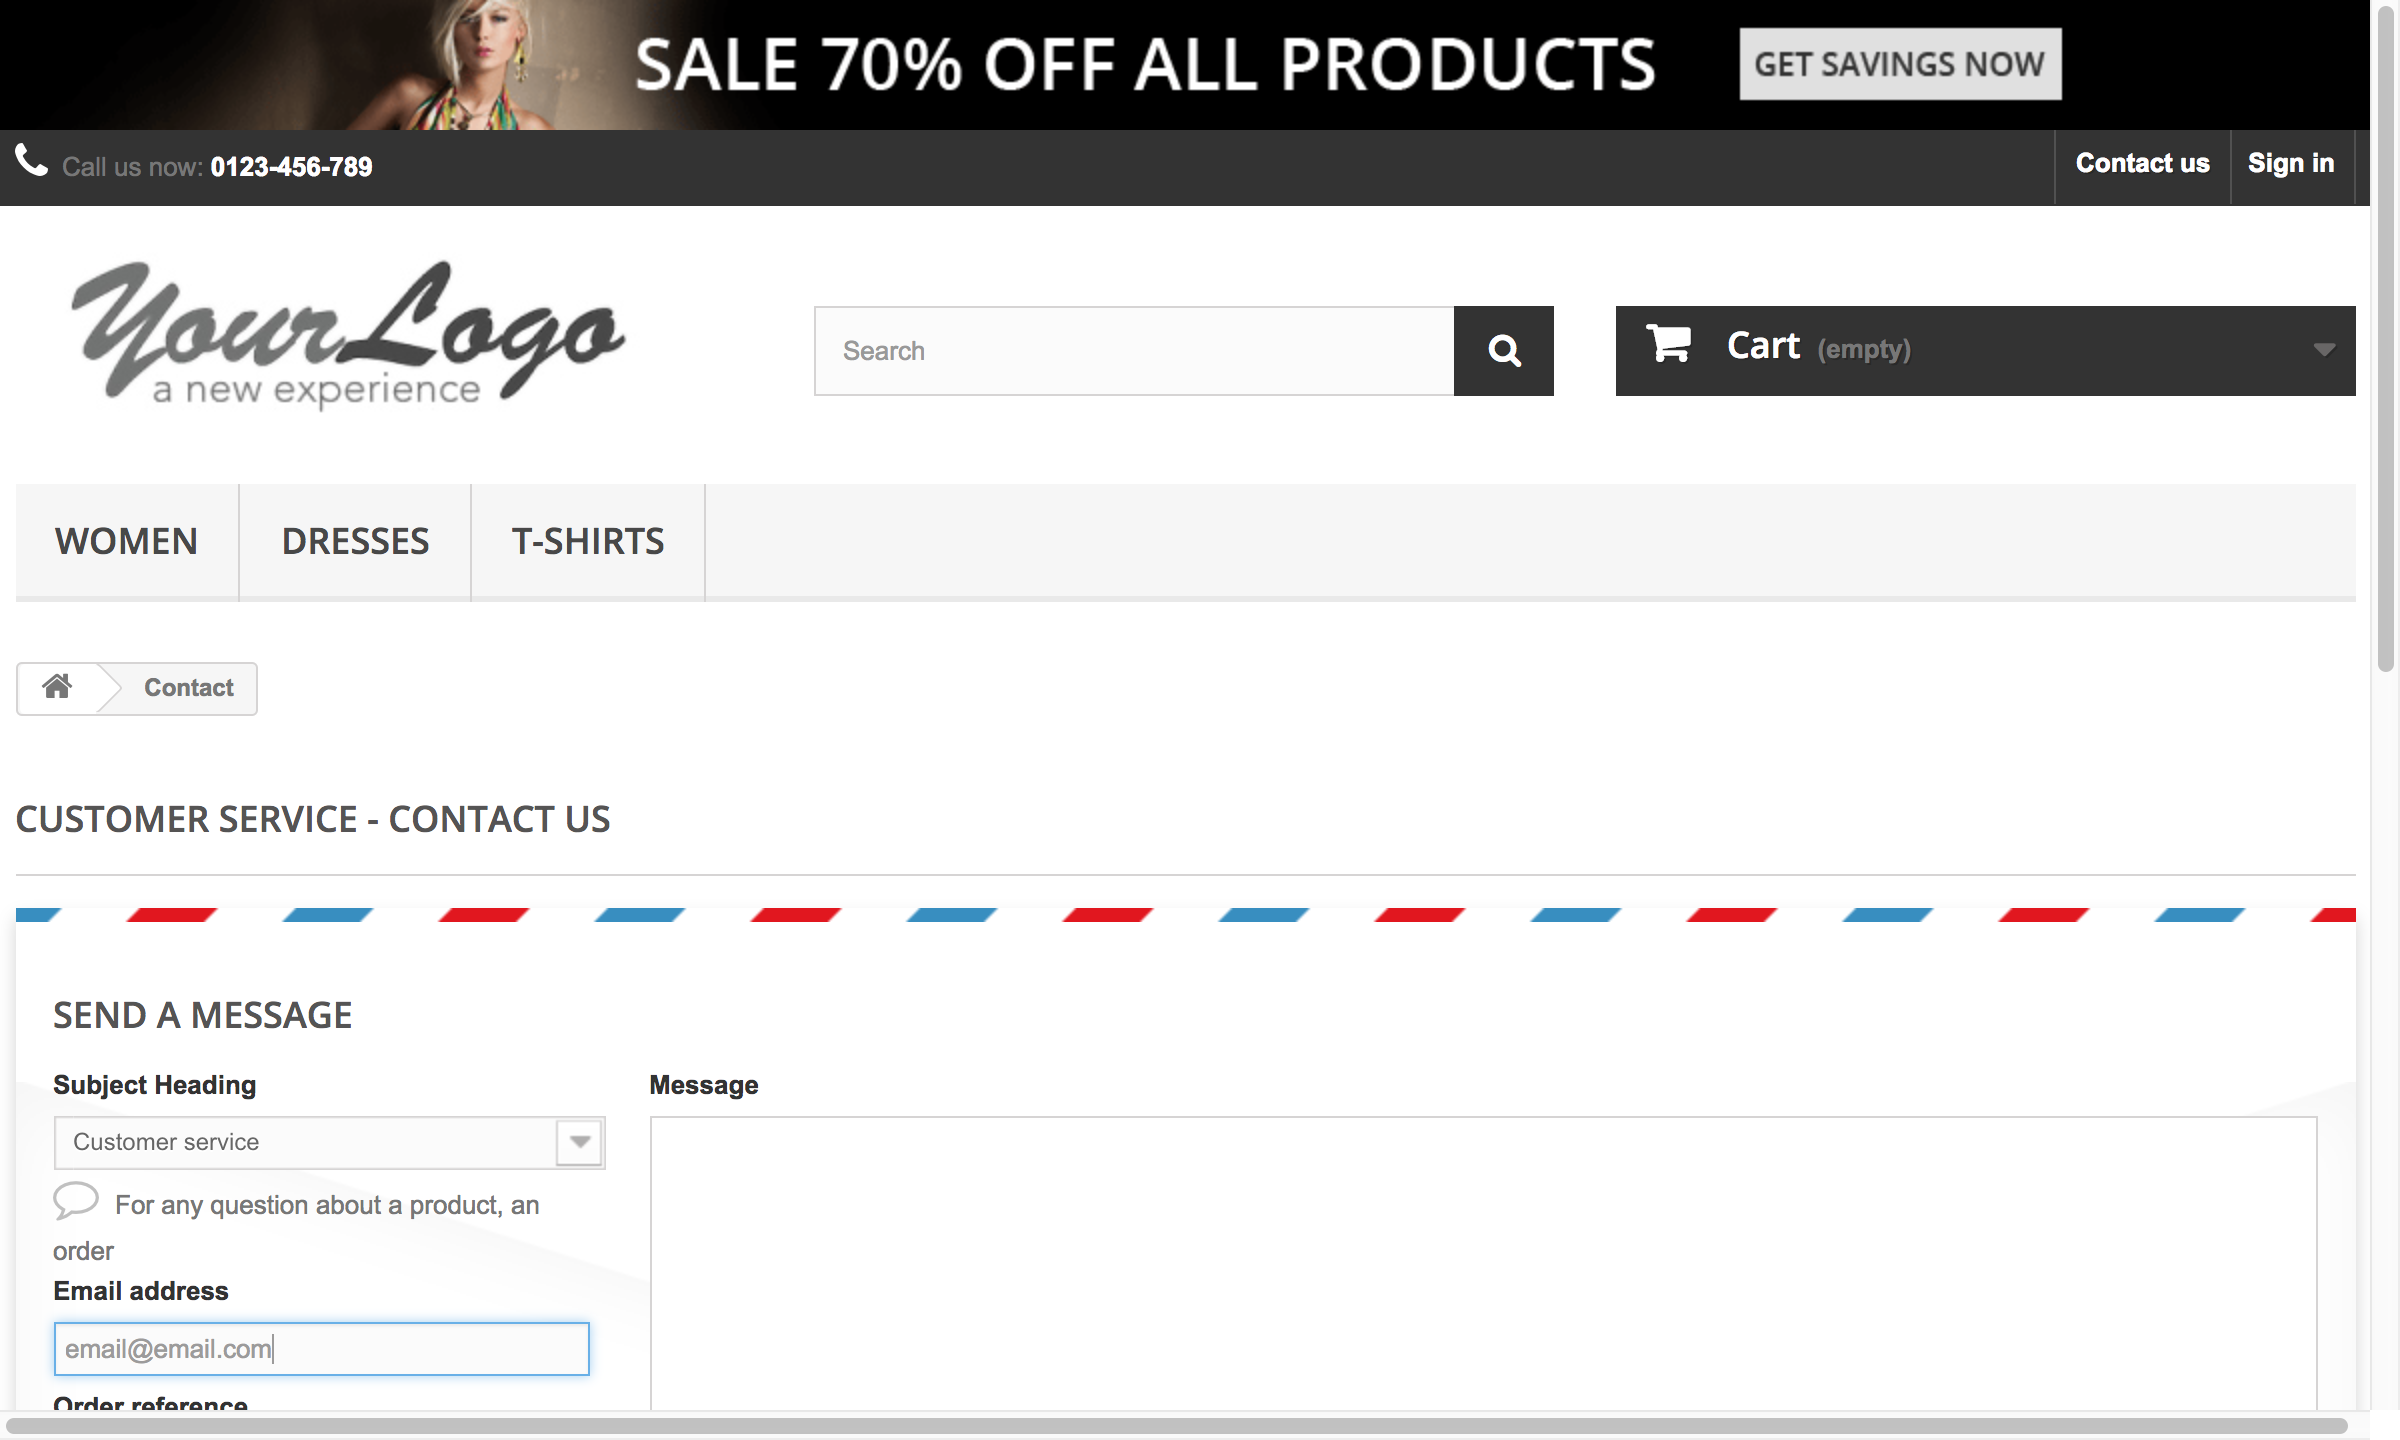 SALE 70% OFF ALL PRODUCTS GET SAVINGS NOW
Call us now: 0123-456-789 Contact us Sign in
YourLogo
a new experience
Search
Cart (empty)
WOMEN DRESSES T-SHIRTS
Contact
CUSTOMER SERVICE - CONTACT US
SEND A MESSAGE
Subject Heading
Customer service
For any question about a product, an
order
Email address
email@email.com
Order reference
Message